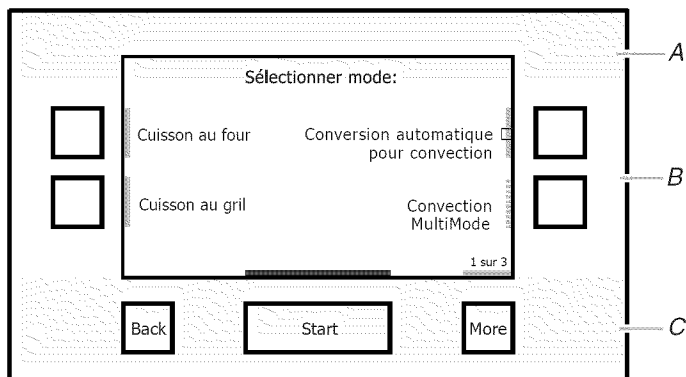 Sélectionner mode:
A
Cuisson au four
Conversion automatique
pour convection
B
Cuisson au gril
Convection
MultiMode
1 sur 3
Back
Start
More
C